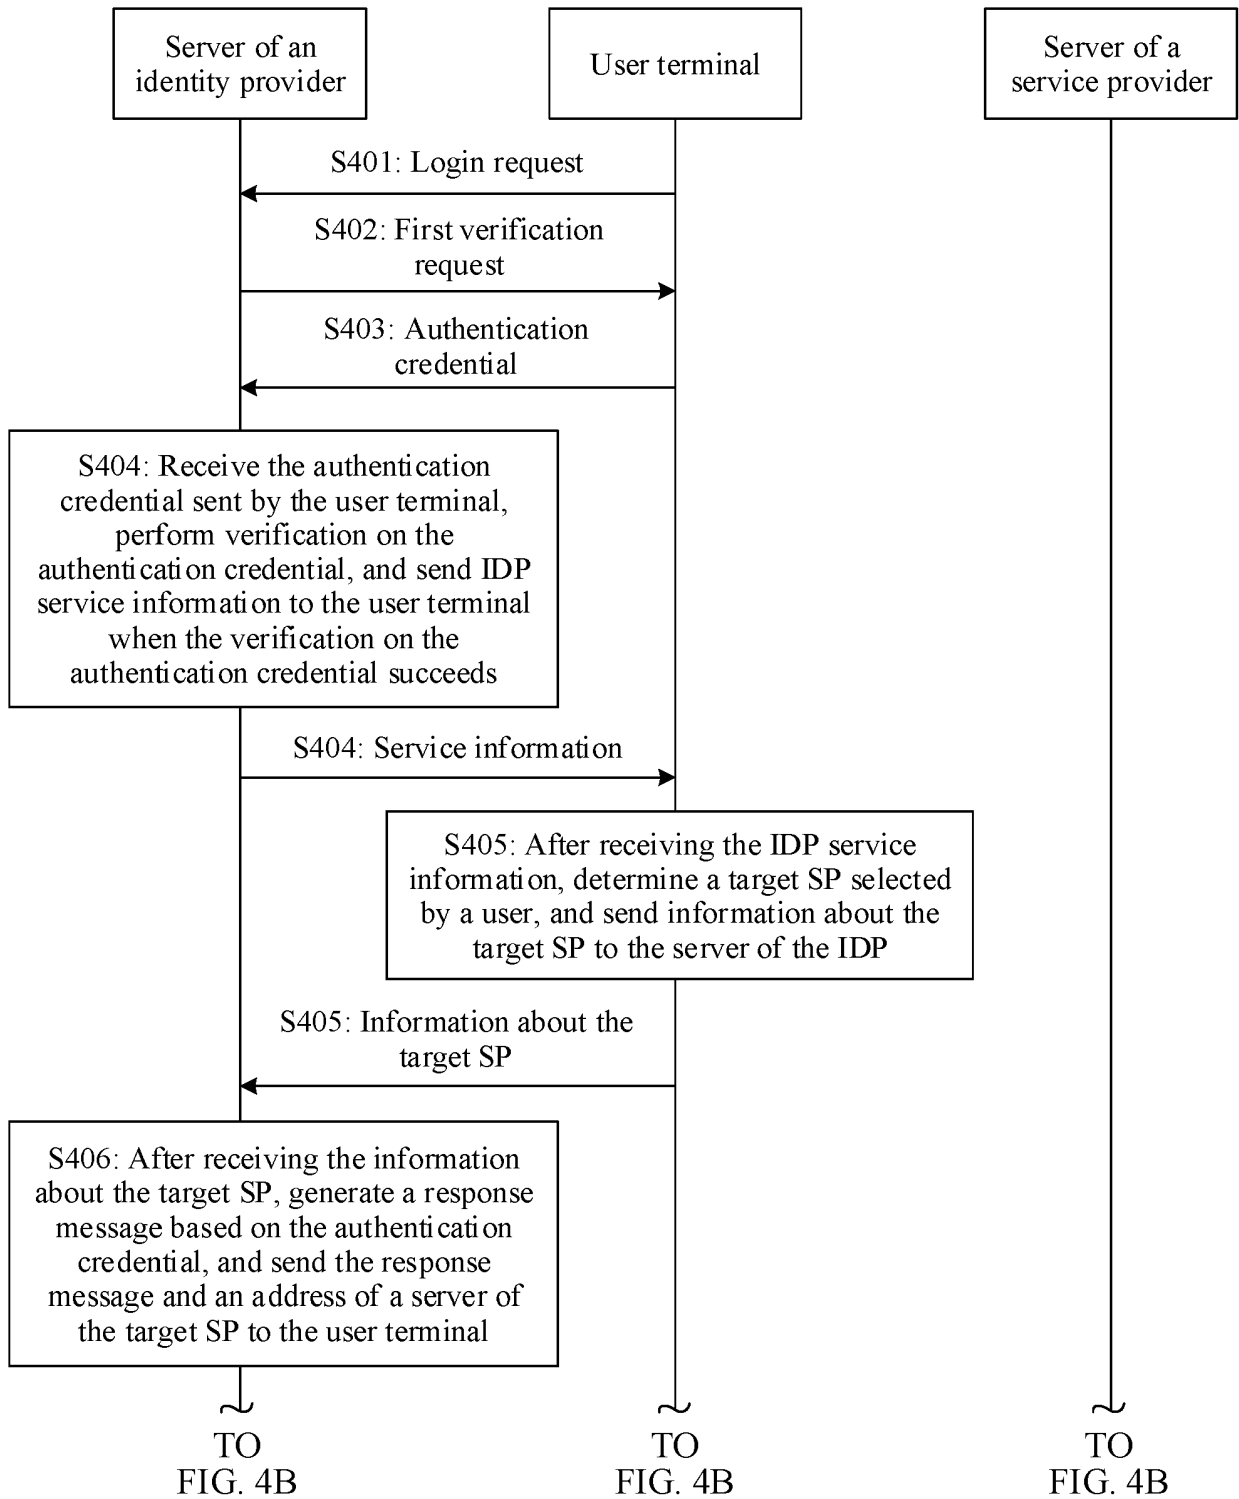 Server of an
identity provider
User terminal
Server of a
service provider
S401: Login request
S402: First verification
request
S403: Authentication
credential
S404: Receive the authentication
credential sent by the user terminal,
perform verification on the
authentication credential, and send IDP
service information to the user terminal
when the verification on the
authentication credential succeeds
S404: Service information
S405: After receiving the IDP service
information, determine a target SP selected
by a user, and send information about the
target SP to the server of the IDP
S405: Information about the
target SP
S406: After receiving the information
about the target SP, generate a response
message based on the authentication
credential, and send the response
message and an address of a server of
the target SP to the user terminal
TO
FIG. 4B
TO
FIG. 4B
TO
FIG. 4B